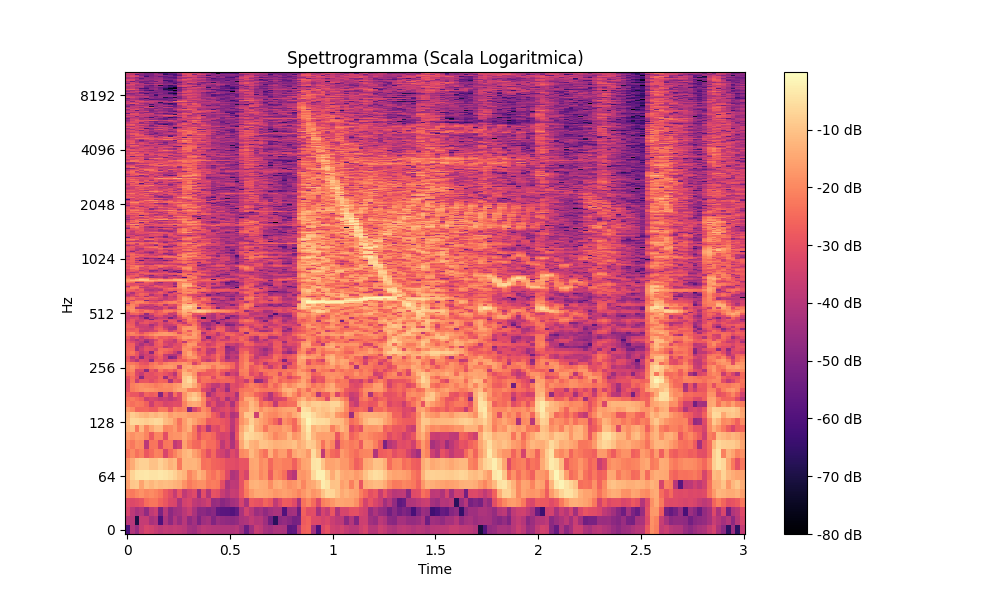 Spettrogramma (Scala Logaritmica)
Hz
8192
4096
2048
1024
512
256
128
64
0
0
0.5
1
1.5
2
2.5
3
Time
-10 dB
-20 dB
-30 dB
-40 dB
-50 dB
-60 dB
-70 dB
-80 dB